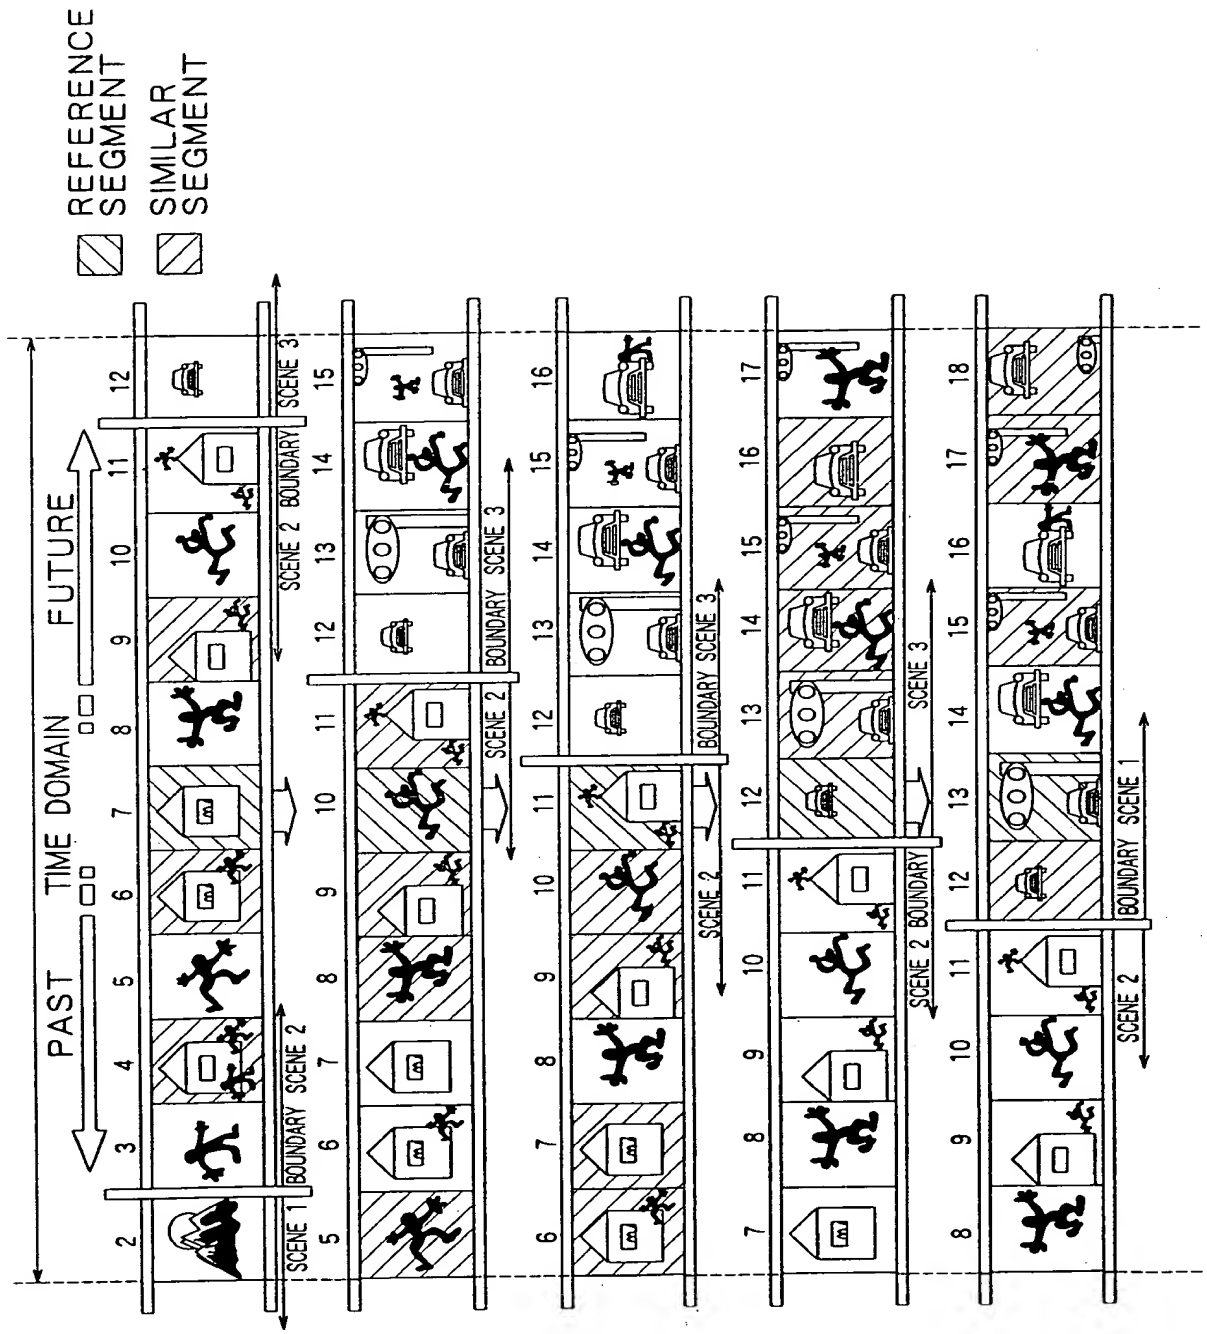 PAST TIME DOMAIN FUTURE
REFERENCE
SEGMENT
SIMILAR
SEGMENT
2 3 4 5 6 7 8 9 10 11 12
SCENE 1 BOUNDARY SCENE 2
SCENE 2 BOUNDARY SCENE 3
5 6 7 8 9 10 11 12 13 14 15
SCENE 2 BOUNDARY SCENE 3
6 7 8 9 10 11 12 13 14 15 16
SCENE 2 BOUNDARY SCENE 3
7 8 9 10 11 12 13 14 15 16 17
SCENE 2 BOUNDARY SCENE 3
8 9 10 11 12 13 14 15 16 17 18
SCENE 2 BOUNDARY SCENE 1